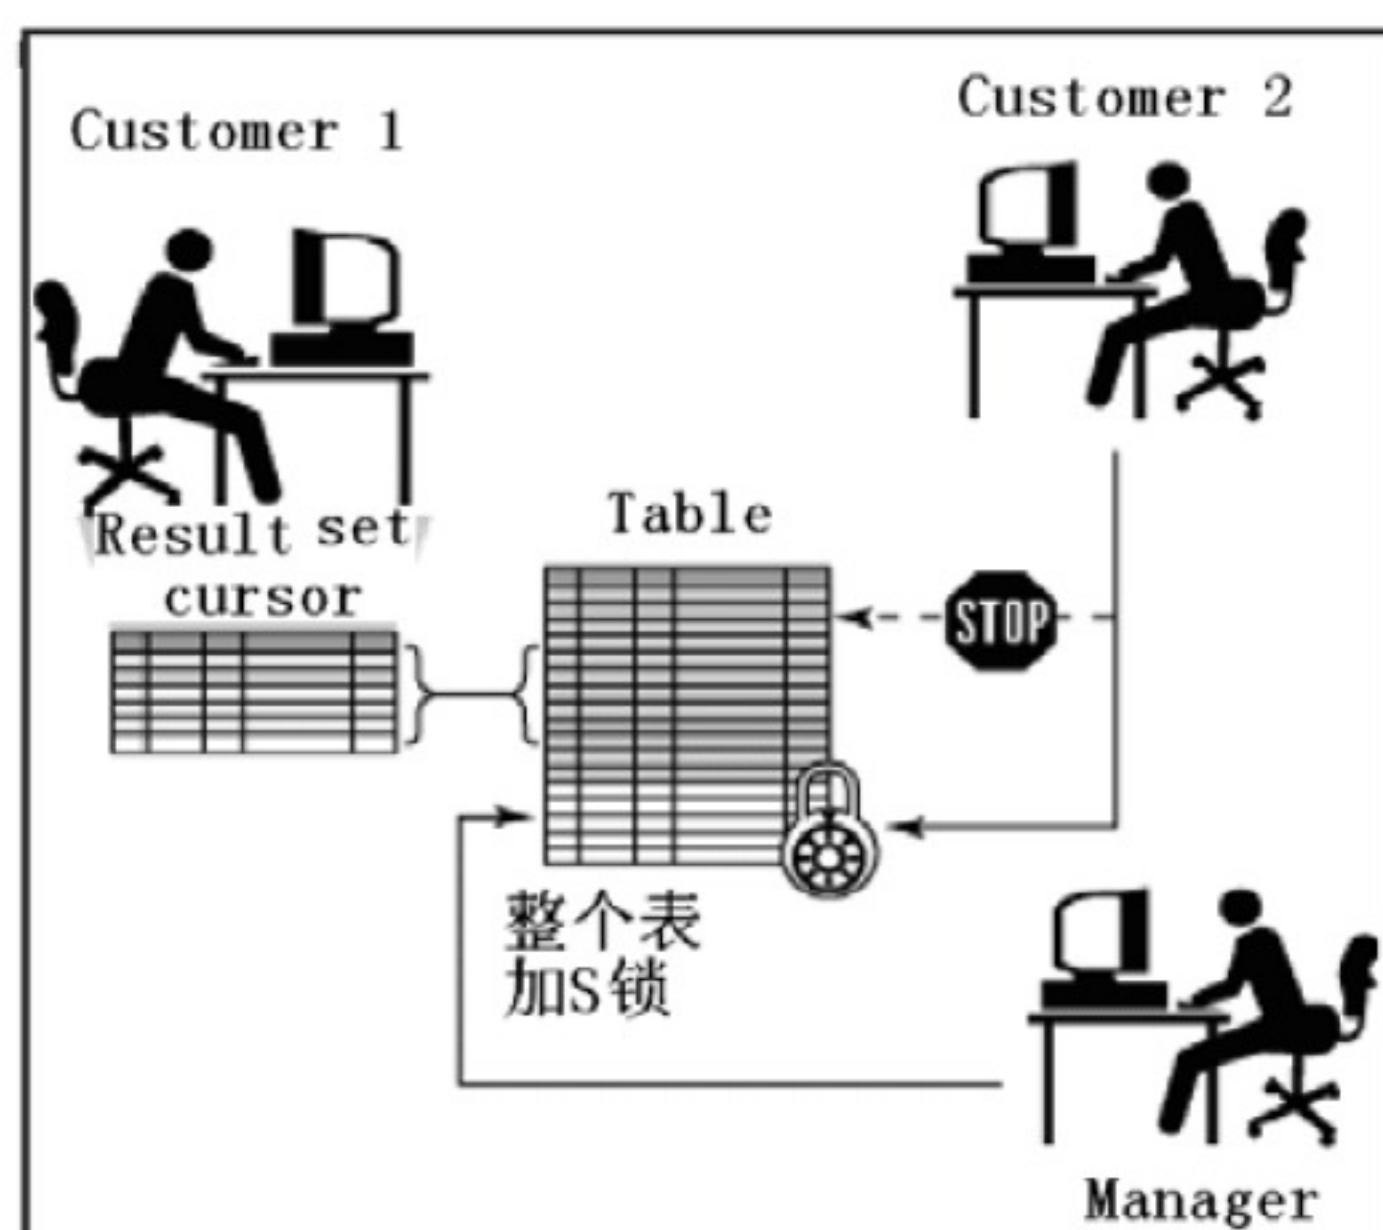 Customer 1
Customer 2
Result set
cursor
Table
STOP
整个表
加S锁
Manager